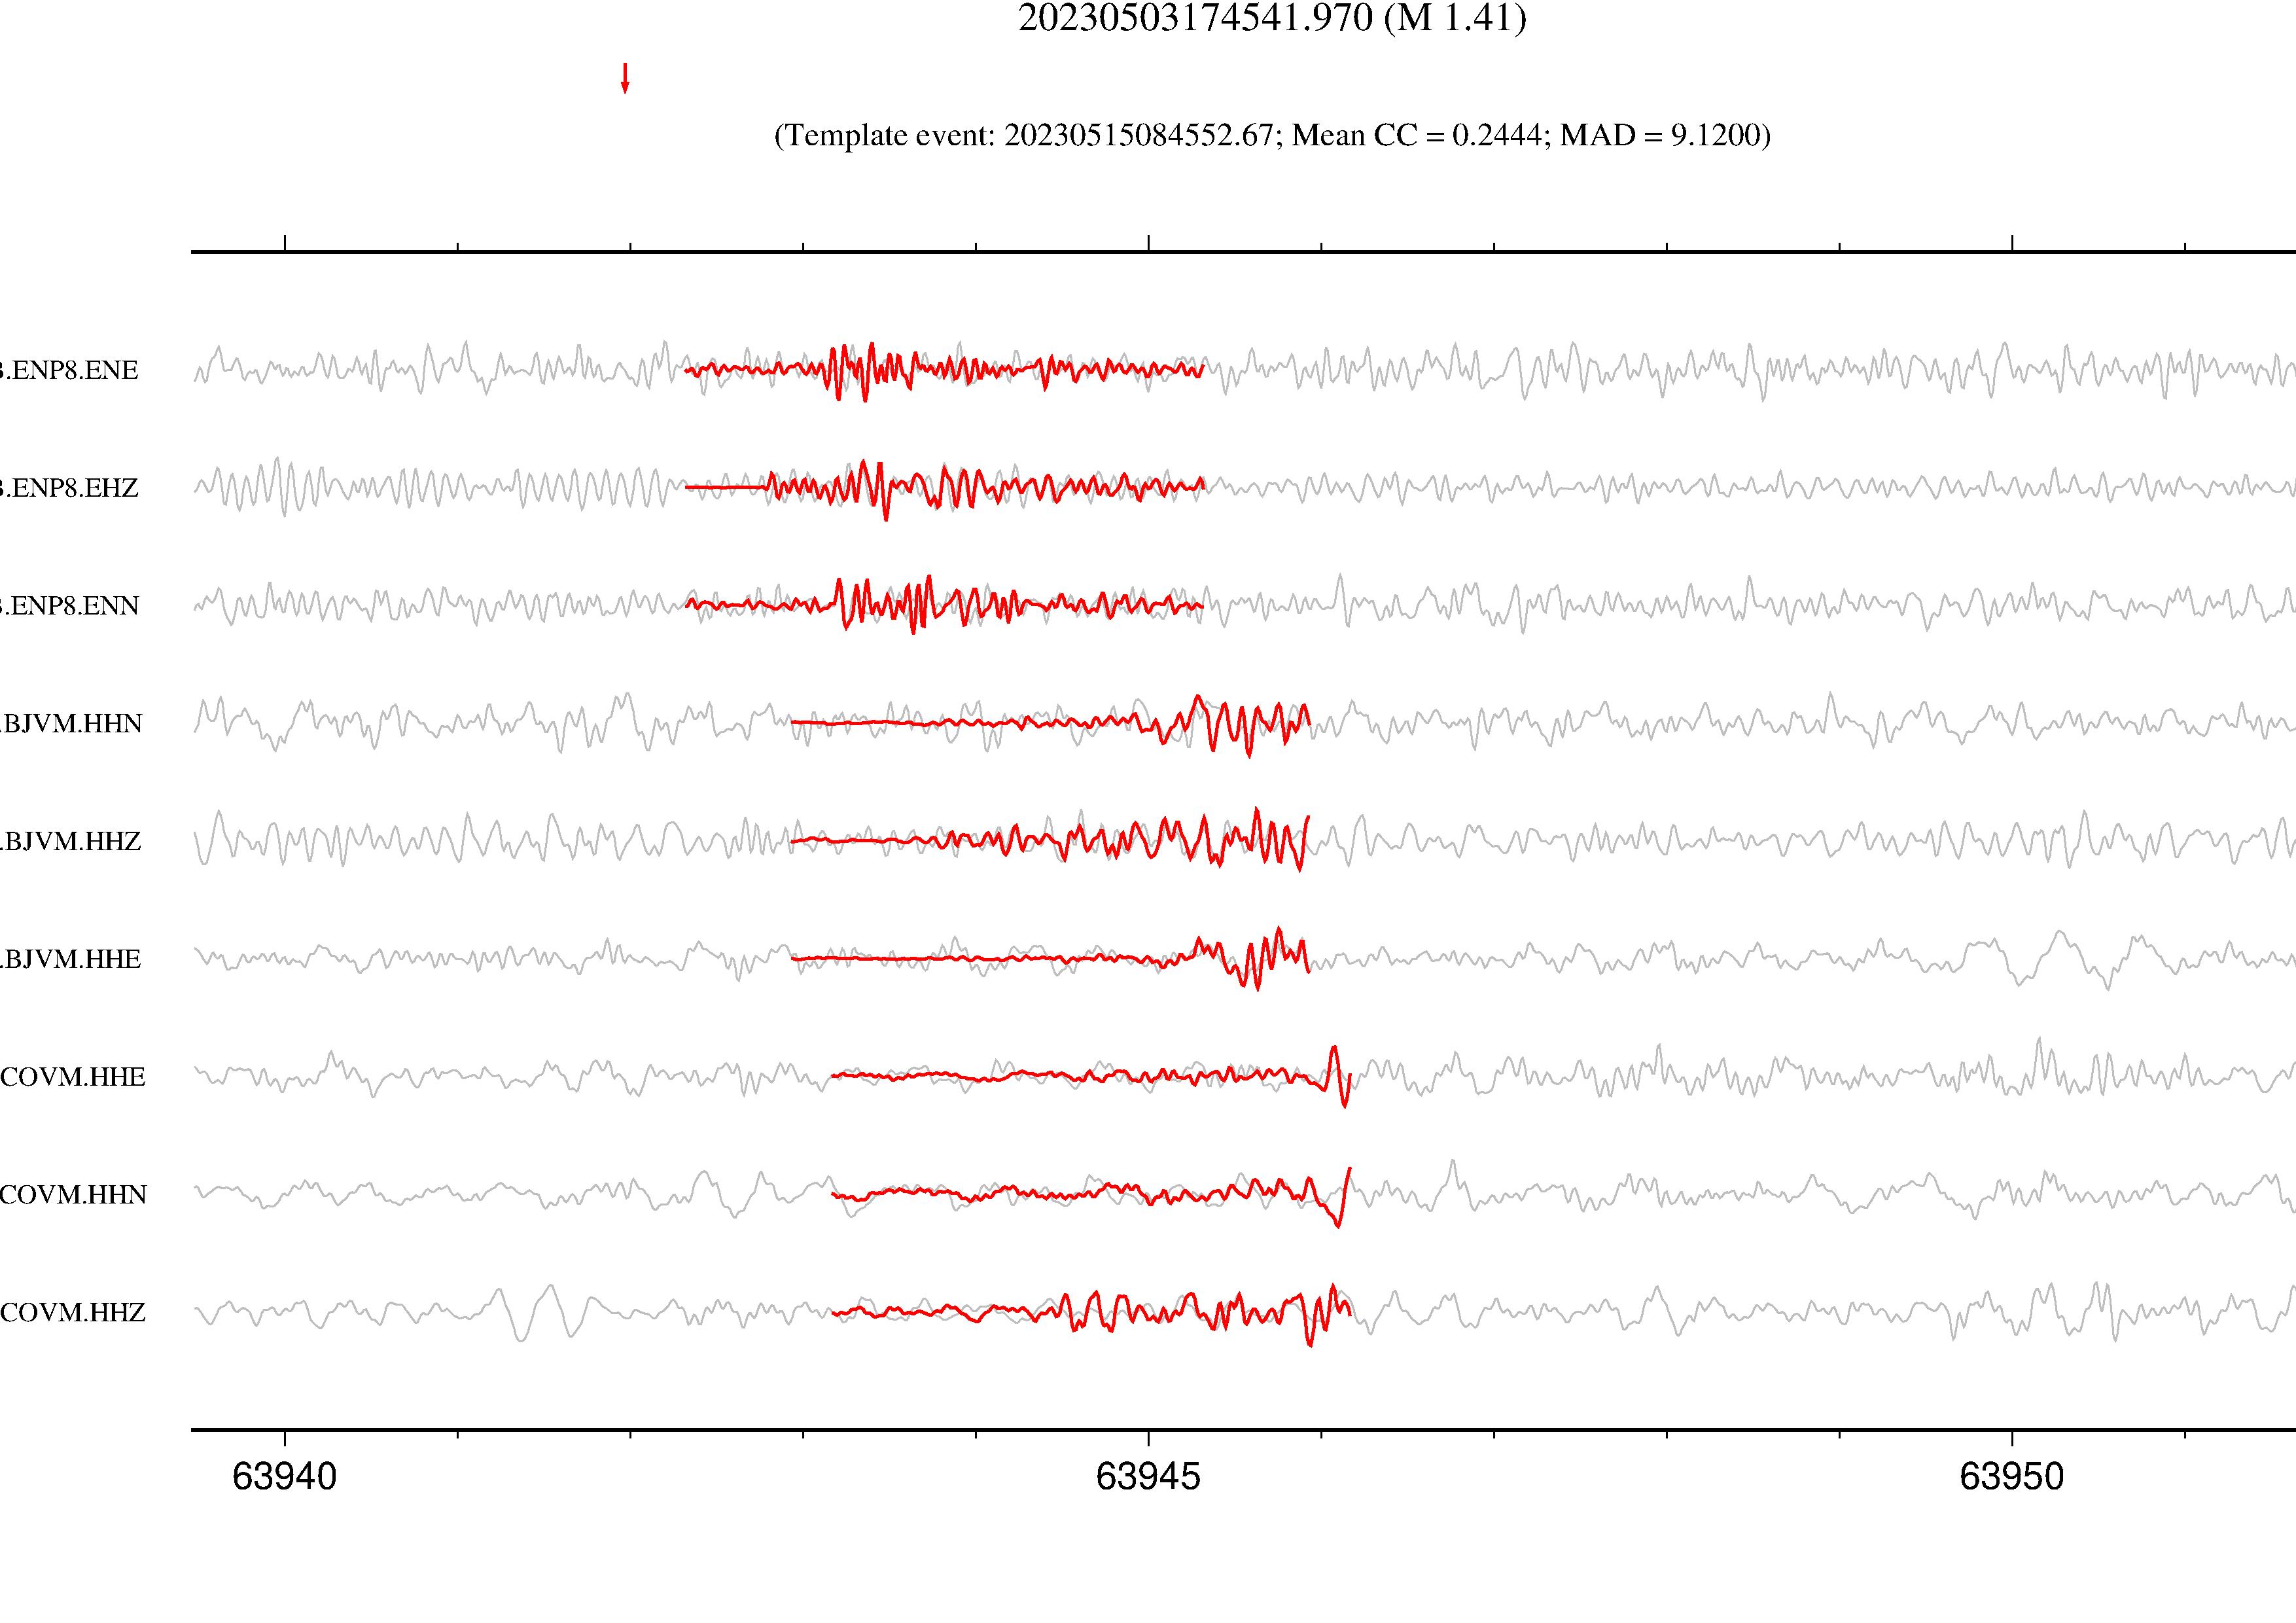 20230503174541.970 (M 1.41)
(Template event: 20230515084552.67; Mean CC = 0.2444; MAD = 9.1200)
.ENP8.ENE
.ENP8.EHZ
.ENP8.ENN
.BJVM.HHN
.BJVM.HHZ
.BJVM.HHE
COVM.HHE
COVM.HHN
COVM.HHZ
63940 63945 63950